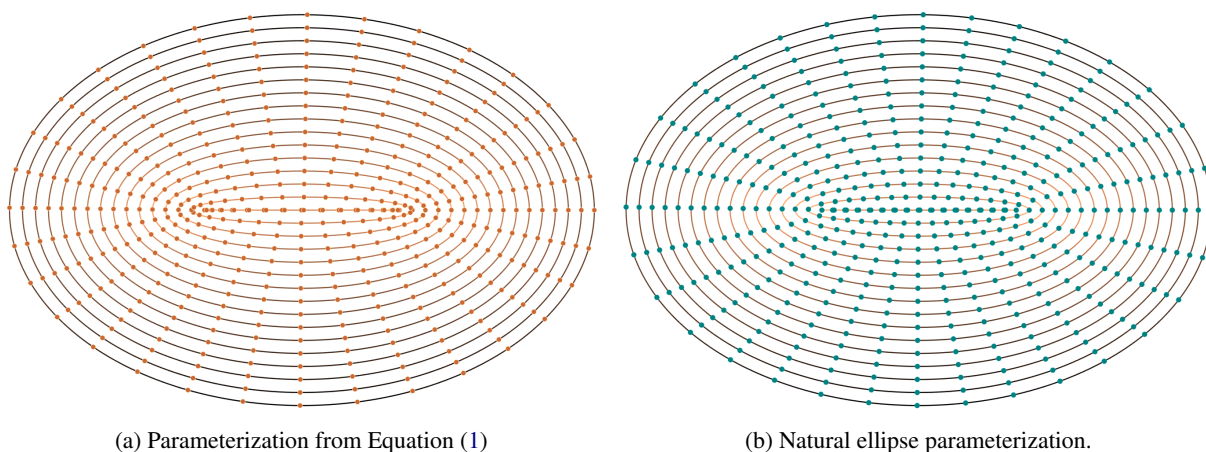 (a) Parameterization from Equation (1)
(b) Natural ellipse parameterization.